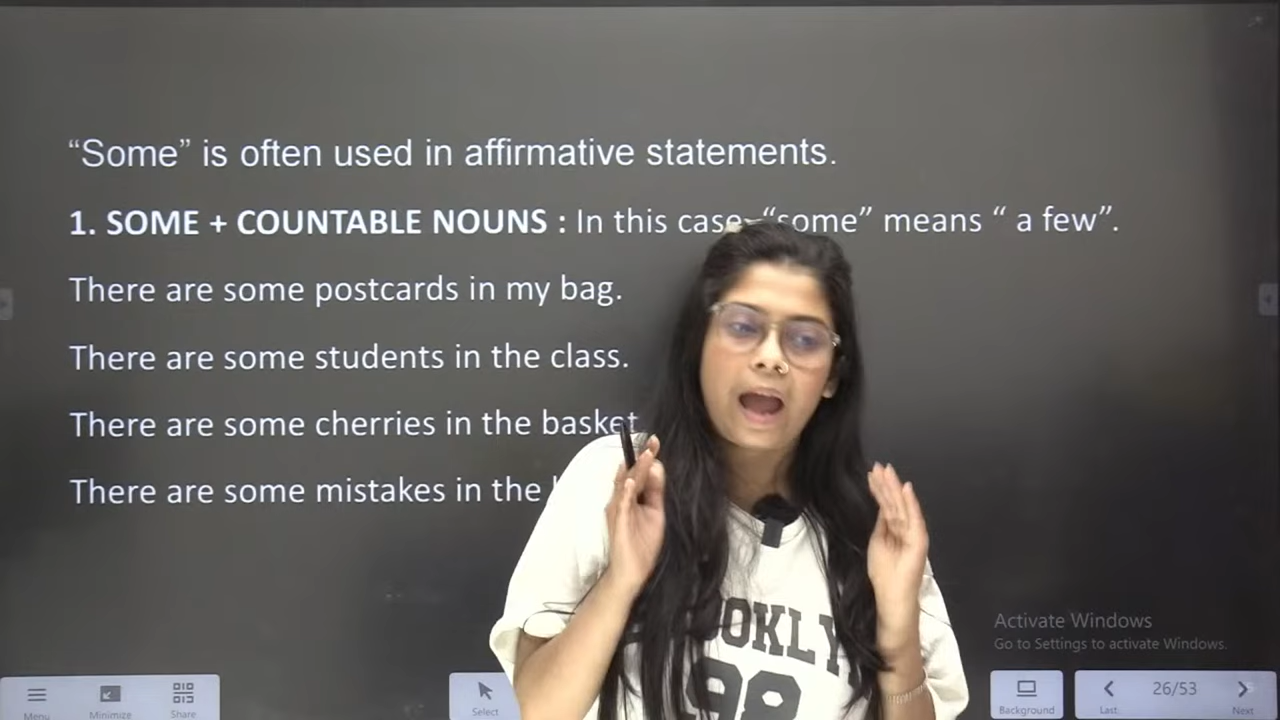 “Some” is often used in affirmative statements.
1. SOME + COUNTABLE NOUNS : In this case “some” means “ a few”.
There are some postcards in my bag.
There are some students in the class.
There are some cherries in the basket
There are some mistakes in the
98
Activate Windows
Go to Settings to activate Windows.
Menu
Minimize
Share
Select
Background
Last
26/53
Next